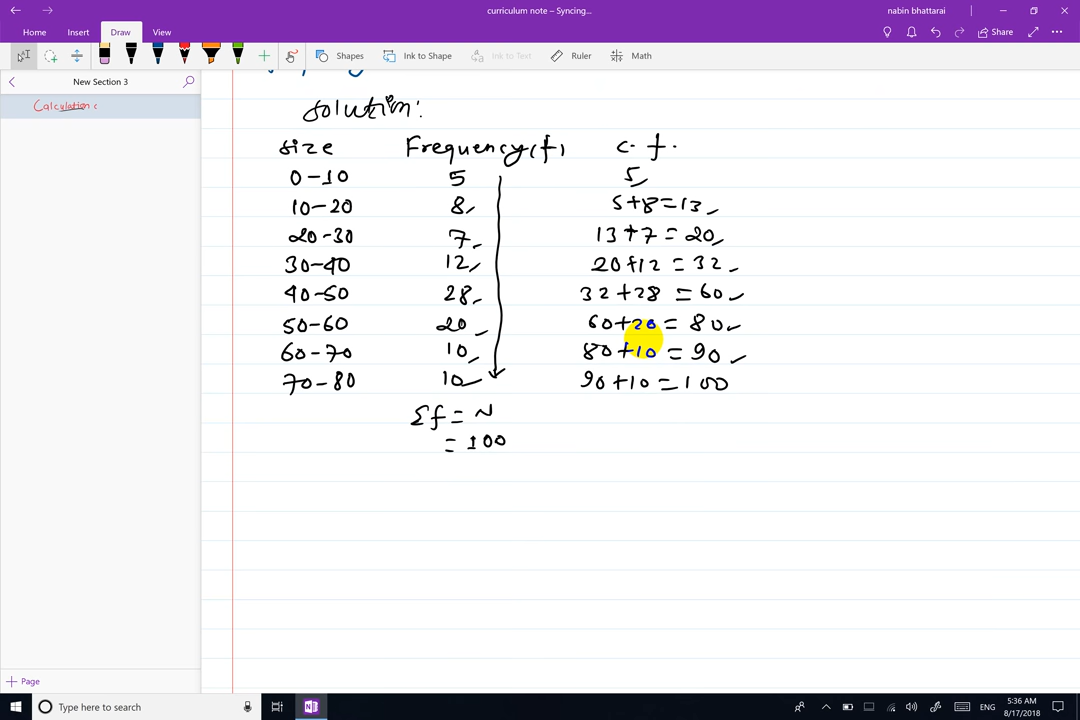 curriculum note – Syncing...
nabin bhattarai
Home Insert Draw View
Share
Shapes Ink to Shape Ink to Text Ruler Math
New Section 3
Calculation c
Solution:
Size Frequency(f) c.f.
0-10 5 5
10-20 8 5+8=13
20-30 7 13+7=20
30-40 12 20+12=32
40-50 28 32+28=60
50-60 20 60+20=80
60-70 10 80+10=90
70-80 10 90+10=100
Σf = N
= 100
+ Page
Type here to search
ENG
5:36 AM
8/17/2018